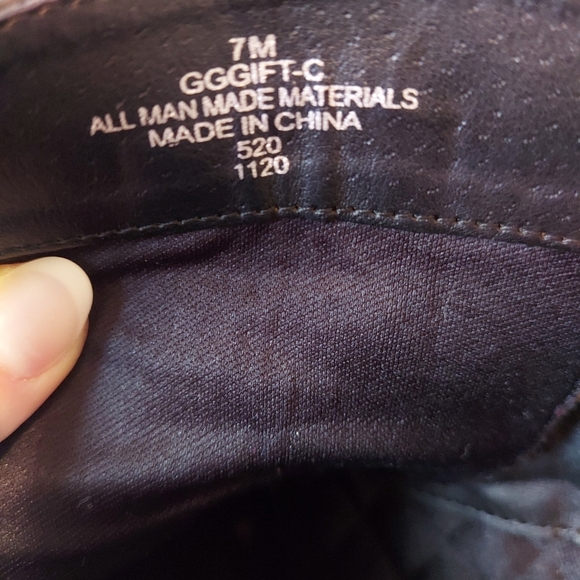 7M
GGGIFT-C
ALL MAN MADE MATERIALS
MADE IN CHINA
520
1120